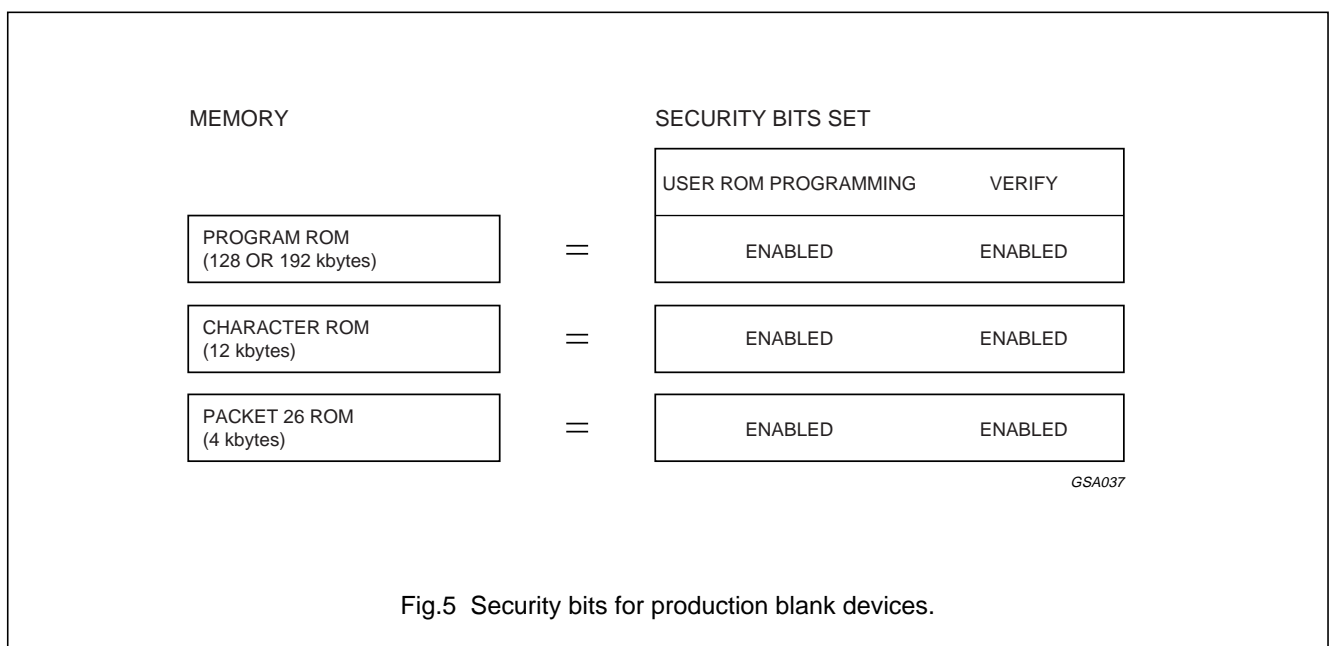 MEMORY SECURITY BITS SET
USER ROM PROGRAMMING VERIFY
PROGRAM ROM
(128 OR 192 kbytes)
= ENABLED ENABLED
CHARACTER ROM
(12 kbytes)
= ENABLED ENABLED
PACKET 26 ROM
(4 kbytes)
= ENABLED ENABLED
GSA037
Fig.5 Security bits for production blank devices.